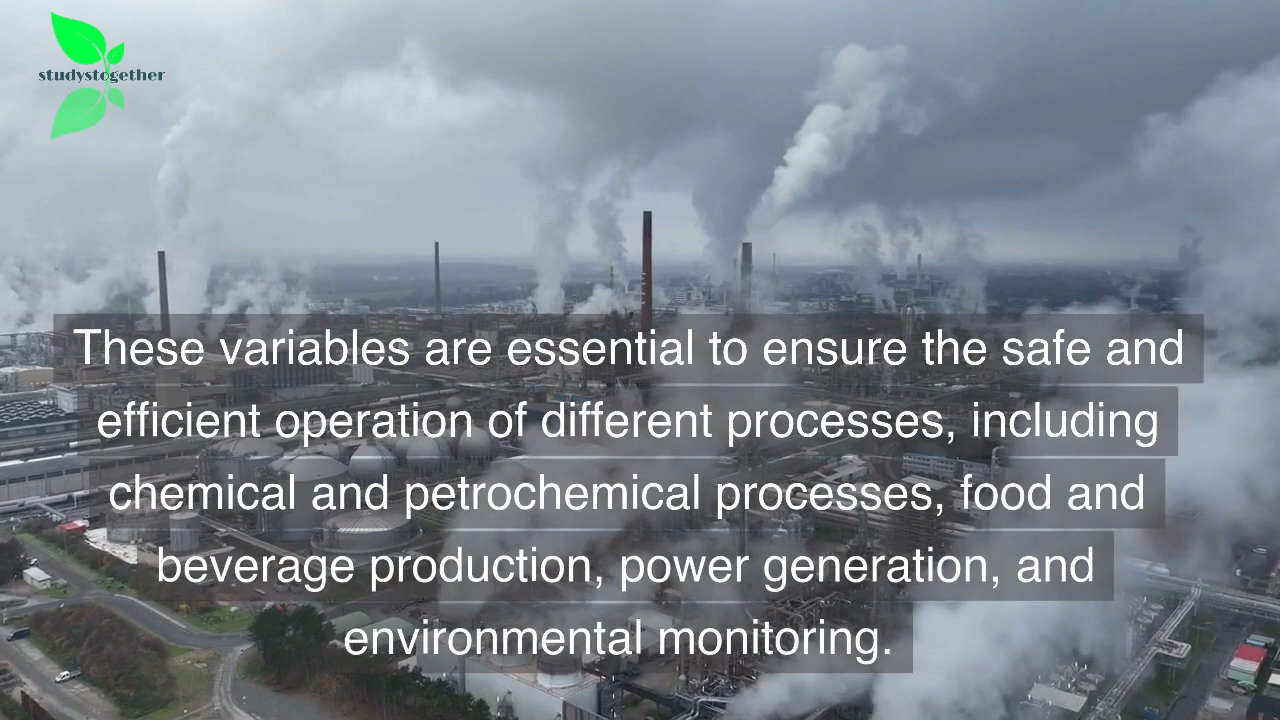 studystogether
These variables are essential to ensure the safe and
efficient operation of different processes, including
chemical and petrochemical processes, food and
beverage production, power generation, and
environmental monitoring.